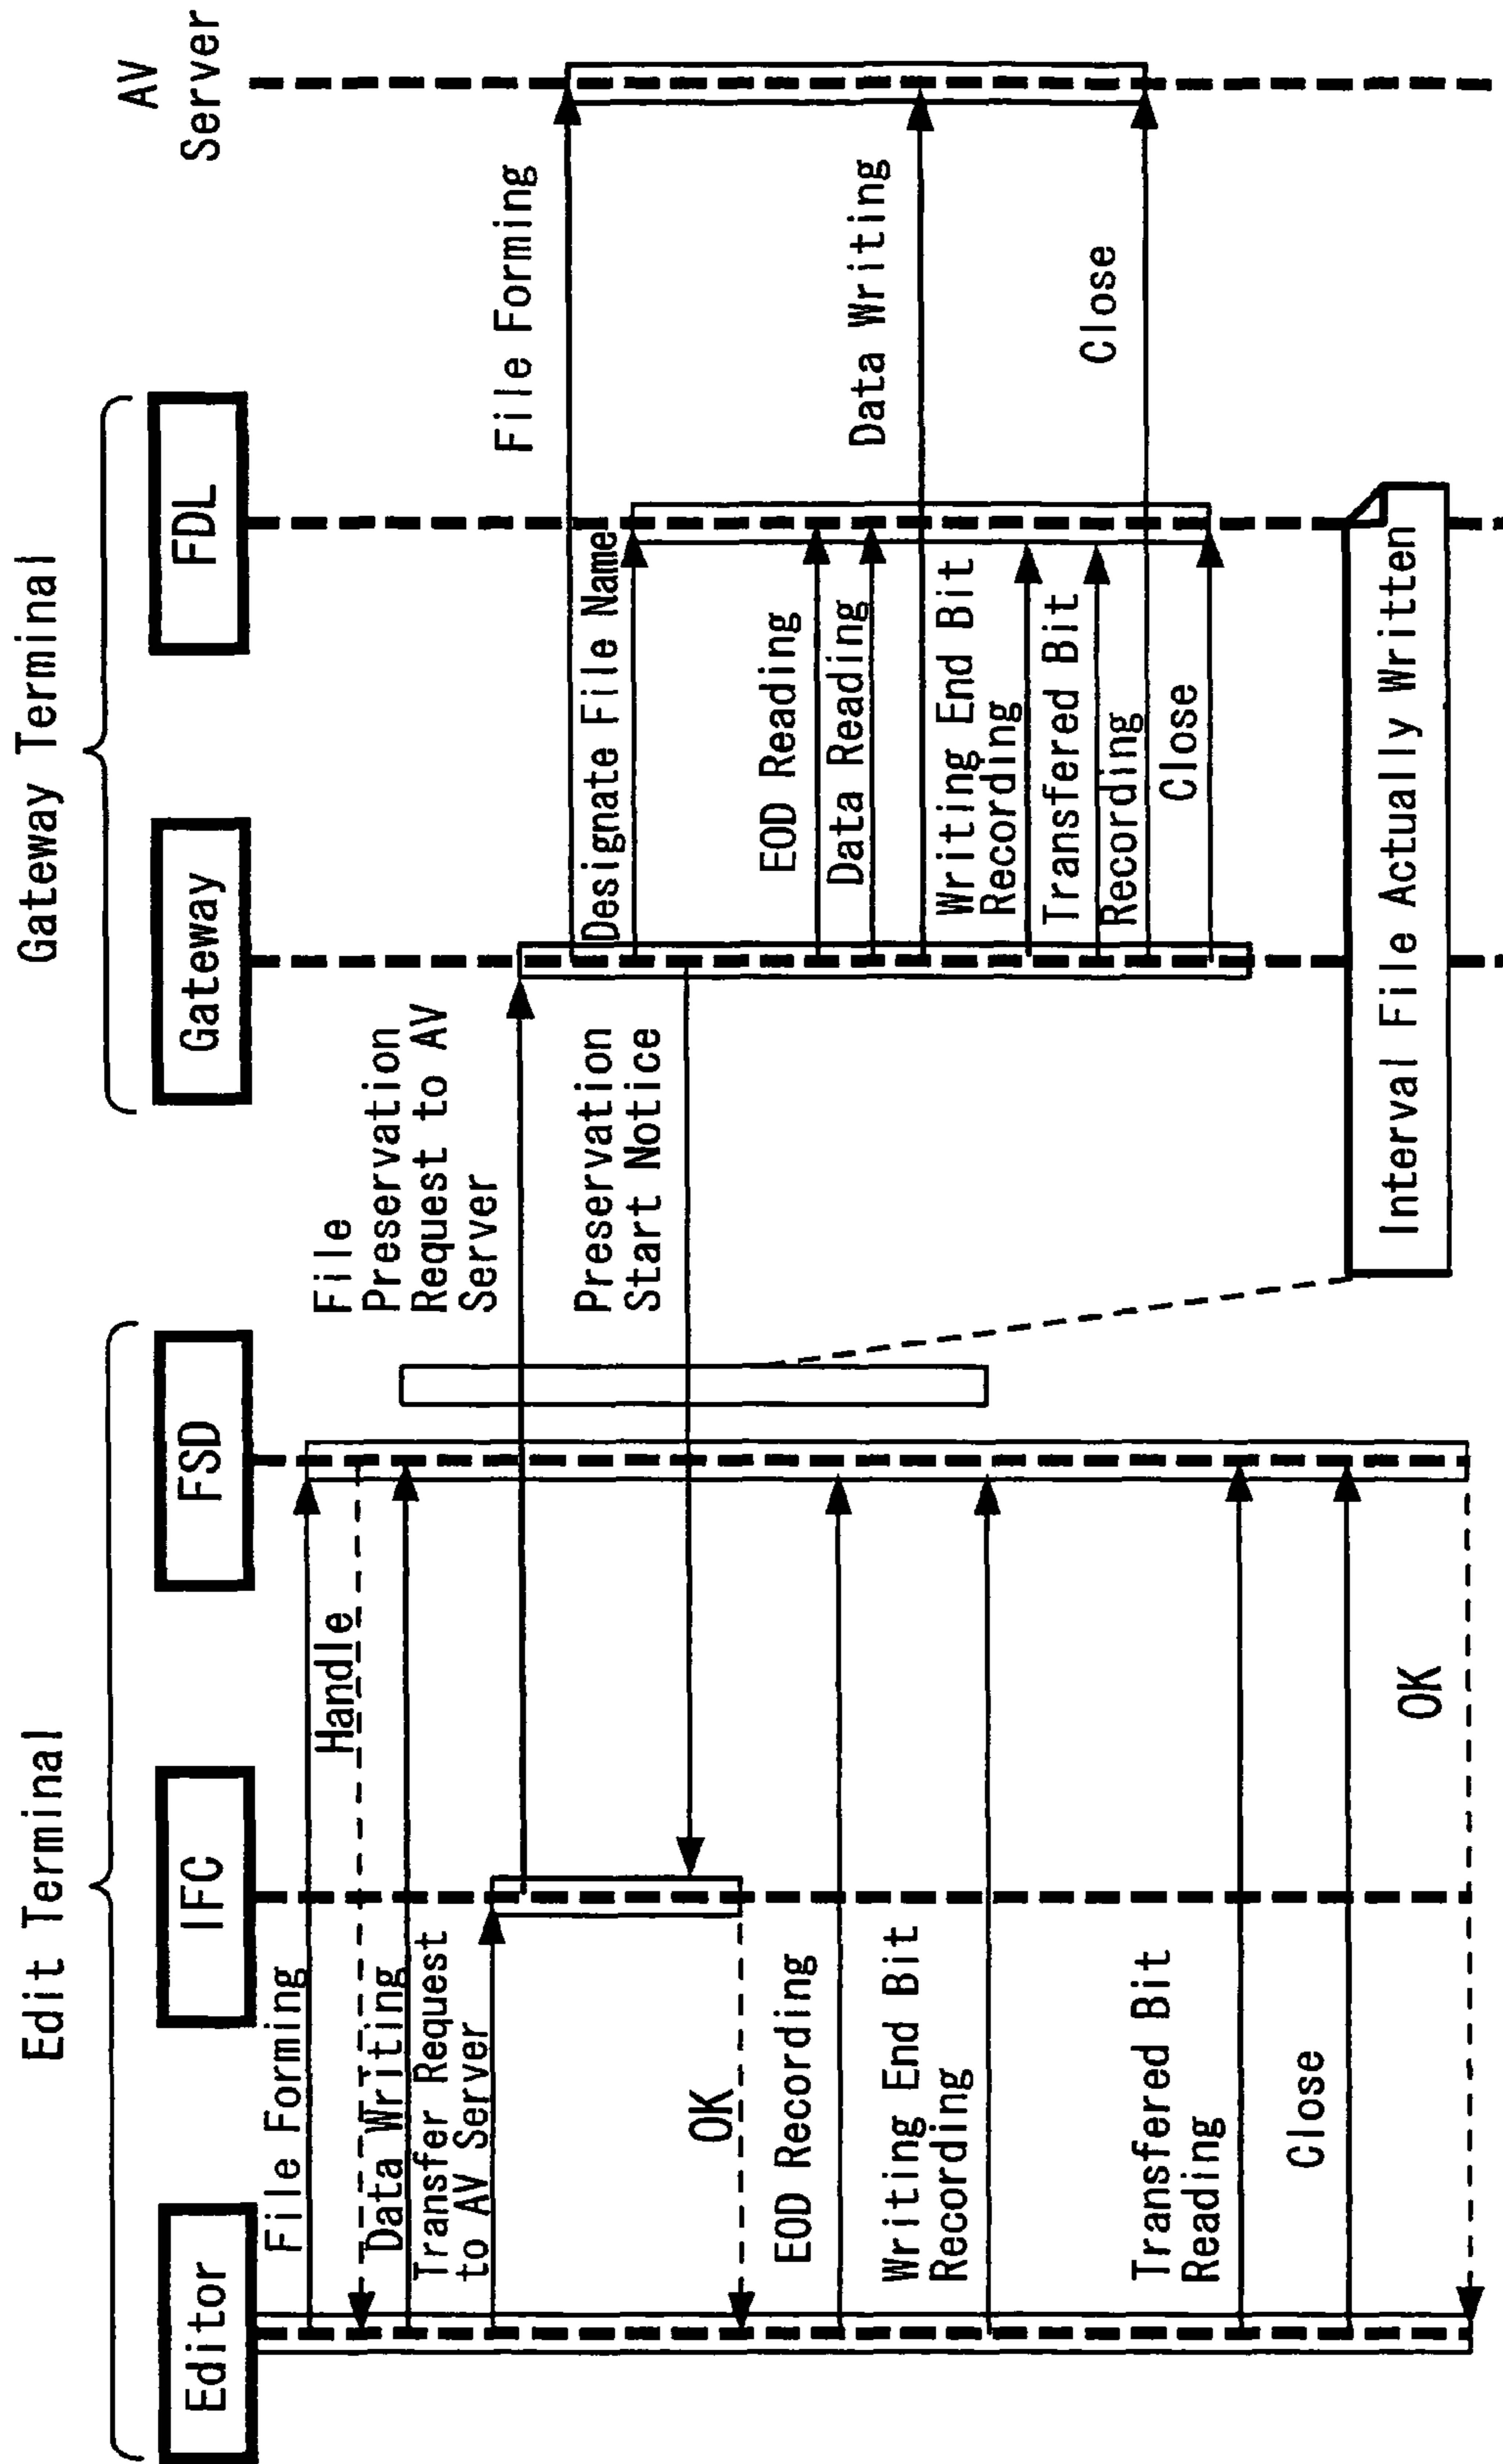 Edit Terminal
Gateway Terminal
Editor
IFC
FSD
Gateway
FDL
AV
Server
File Forming
Handle
Data Writing
Transfer Request
to AV Server
File
Preservation
Request to AV
Server
File Forming
Designate File Name
Preservation
Start Notice
OK
EOD Recording
EOD Reading
Data Reading
Data Writing
Writing End Bit
Recording
Writing End Bit
Recording
Transferred Bit
Recording
Close
Close
Transferred Bit
Reading
Close
OK
Interval File Actually Written